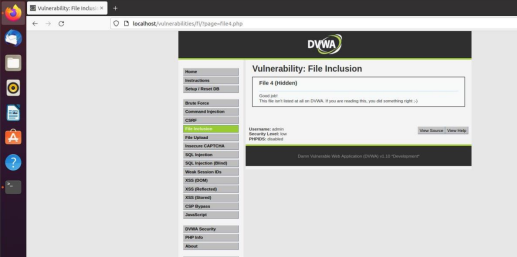 Vulnerability: File Inclusio
localhost/vulnerabilities/fi/?page=file4.php
DVWA
Home
Instructions
Setup / Reset DB
Brute Force
Command Injection
CSRF
File Inclusion
File Upload
Insecure CAPTCHA
SQL Injection
SQL Injection (Blind)
Weak Session IDs
XSS (DOM)
XSS (Reflected)
XSS (Stored)
CSP Bypass
JavaScript
DVWA Security
PHP Info
About
Vulnerability: File Inclusion
File 4 (Hidden)
Good job!
This file isn't listed at all on DVWA. If you are reading this, you did something right ;-)
Username: admin
Security Level: low
PHPIDS: disabled
View Source View Help
Damn Vulnerable Web Application (DVWA) v1.10 *Development*